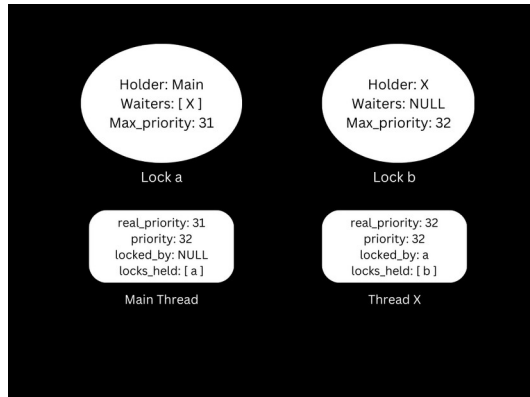 Holder: Main
Waiters: [ X ]
Max_priority: 31
Lock a
Holder: X
Waiters: NULL
Max_priority: 32
Lock b
real_priority: 31
priority: 32
locked_by: NULL
locks_held: [ a ]
Main Thread
real_priority: 32
priority: 32
locked_by: a
locks_held: [ b ]
Thread X